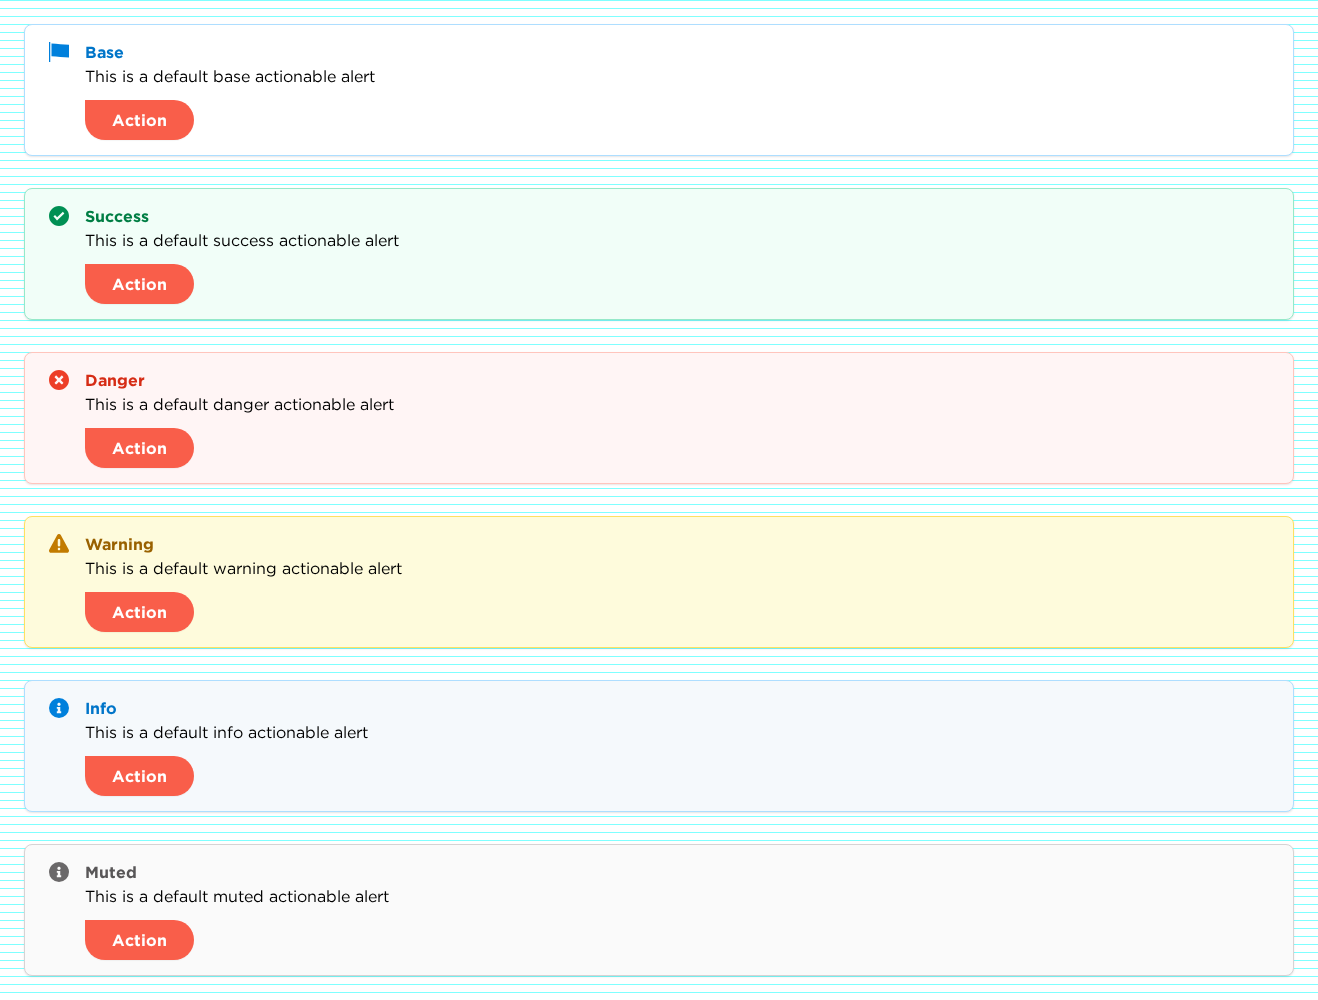 Base
This is a default base actionable alert
Action
Success
This is a default success actionable alert
Action
Danger
This is a default danger actionable alert
Action
Warning
This is a default warning actionable alert
Action
Info
This is a default info actionable alert
Action
Muted
This is a default muted actionable alert
Action